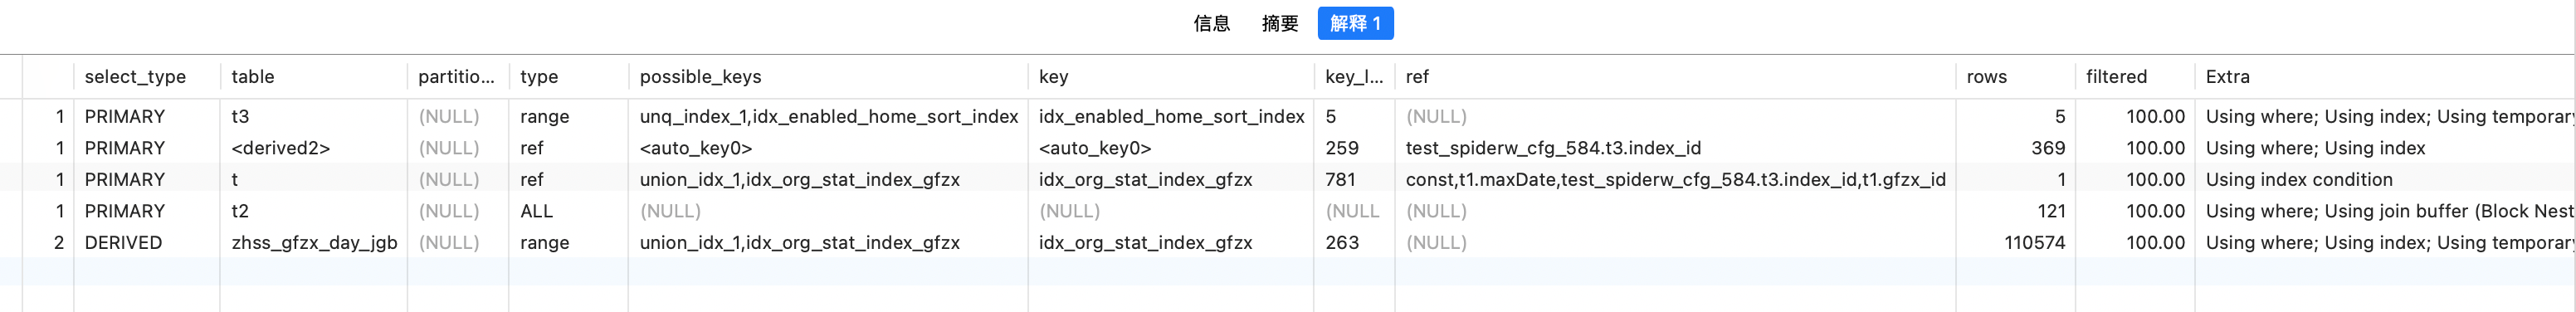 信息 摘要 解释 1
select_type table partitio... type possible_keys key key_l... ref rows filtered Extra
1 PRIMARY t3 (NULL) range unq_index_1,idx_enabled_home_sort_index idx_enabled_home_sort_index 5 (NULL) 5 100.00 Using where; Using index; Using temporary
1 PRIMARY <derived2> (NULL) ref <auto_key0> <auto_key0> 259 test_spiderw_cfg_584.t3.index_id 369 100.00 Using where; Using index
1 PRIMARY t (NULL) ref union_idx_1,idx_org_stat_index_gfzx idx_org_stat_index_gfzx 781 const,t1.maxDate,test_spiderw_cfg_584.t3.index_id,t1.gfzx_id 1 100.00 Using index condition
1 PRIMARY t2 (NULL) ALL (NULL) (NULL) (NULL (NULL) 121 100.00 Using where; Using join buffer (Block Nest
2 DERIVED zhss_gfzx_day_jgb (NULL) range union_idx_1,idx_org_stat_index_gfzx idx_org_stat_index_gfzx 263 (NULL) 110574 100.00 Using where; Using index; Using temporary